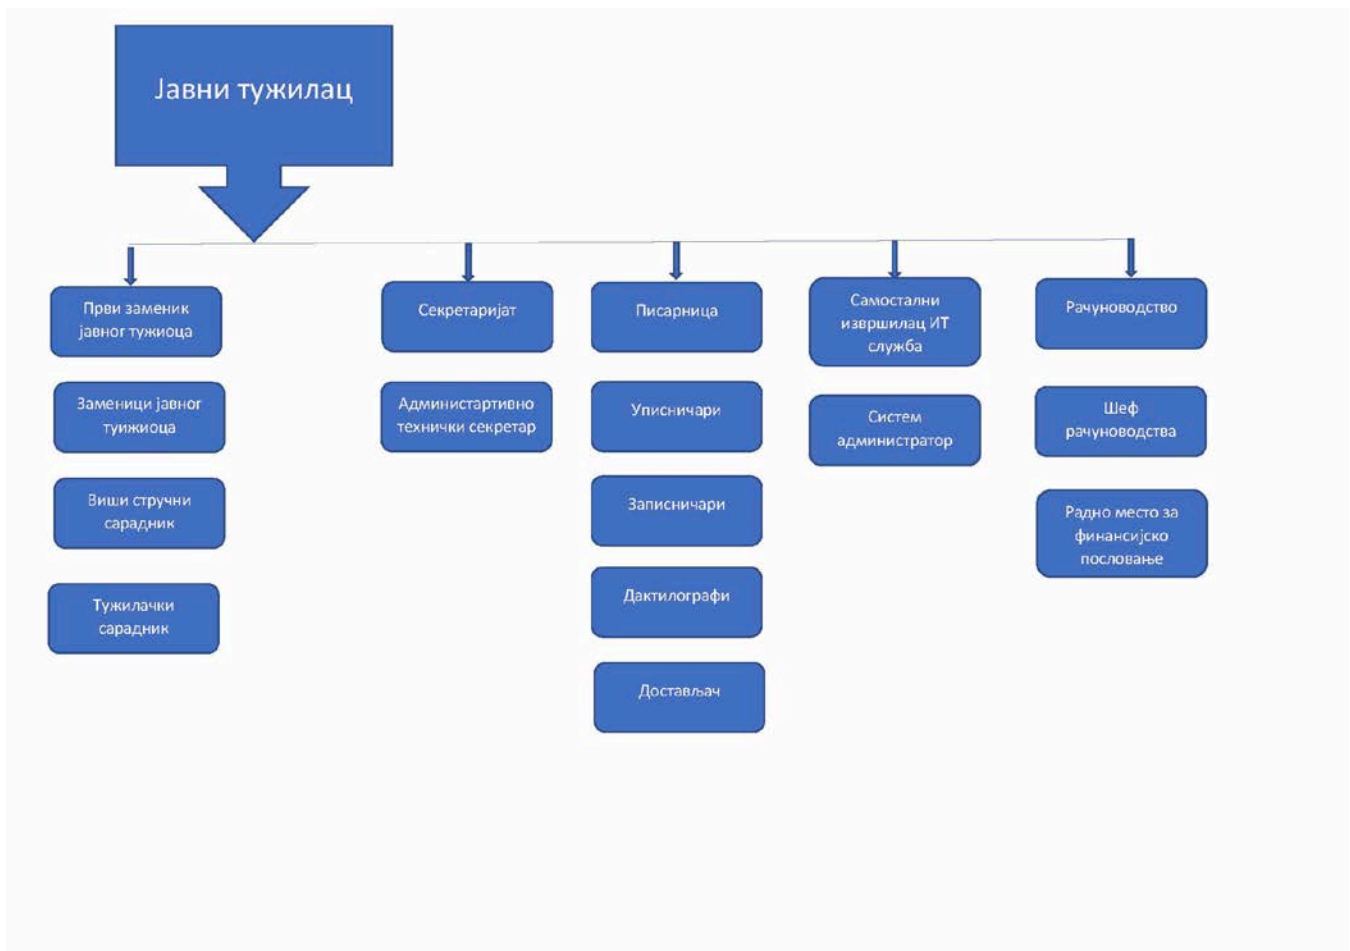 Јавни тужилац
Први заменик
јавног тужиоца
Заменици јавног
туижиоца
Виши стручни
сарадник
Тужилачки
сарадник
Секретаријат
Администартивно
технички секретар
Писарница
Уписничари
Записничари
Дактилографи
Достављач
Самостални
извршилац ИТ
служба
Систем
администратор
Рачуноводство
Шеф
рачуноводства
Радно место за
финансијско
пословање